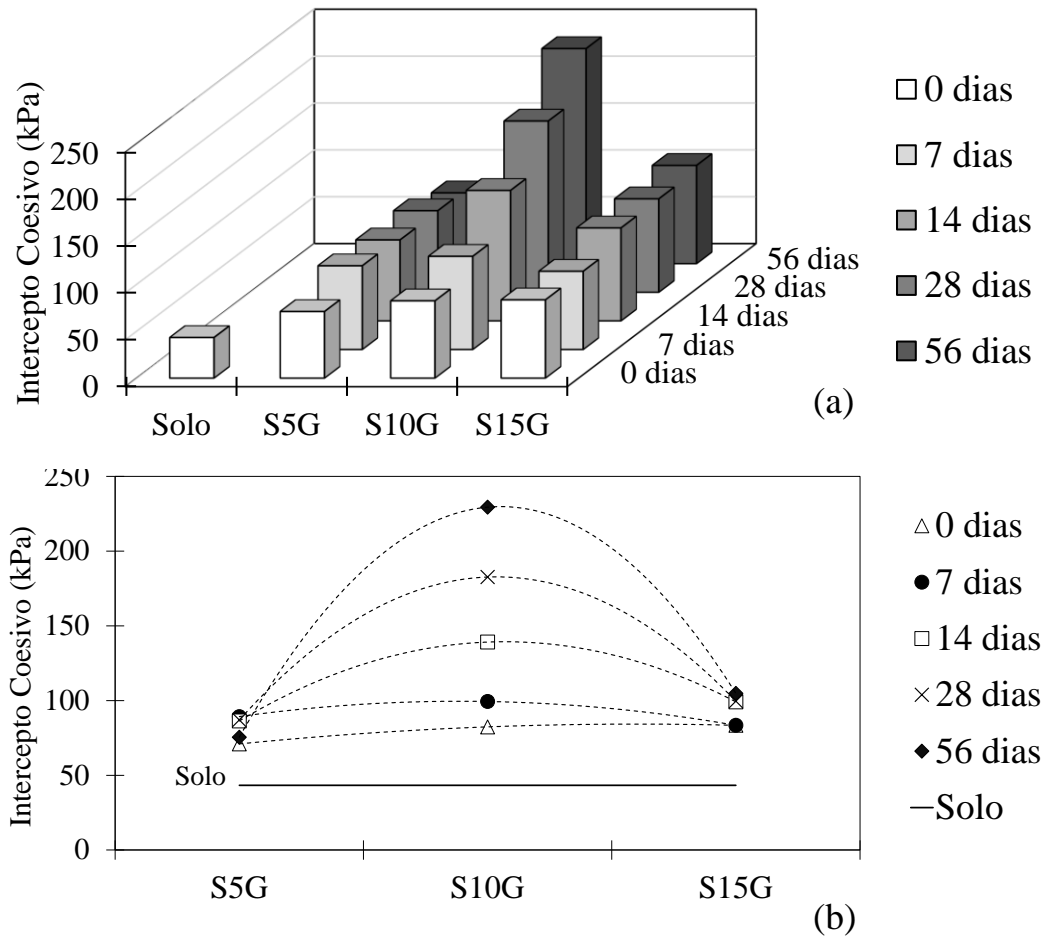 Intercepto Coesivo (kPa)
250
200
150
100
50
0
Solo S5G S10G S15G
56 dias
28 dias
14 dias
7 dias
0 dias
0 dias
7 dias
14 dias
28 dias
56 dias
(a)
Intercepto Coesivo (kPa)
250
200
150
100
50
0
Solo
S5G S10G S15G
0 dias
7 dias
14 dias
28 dias
56 dias
Solo
(b)